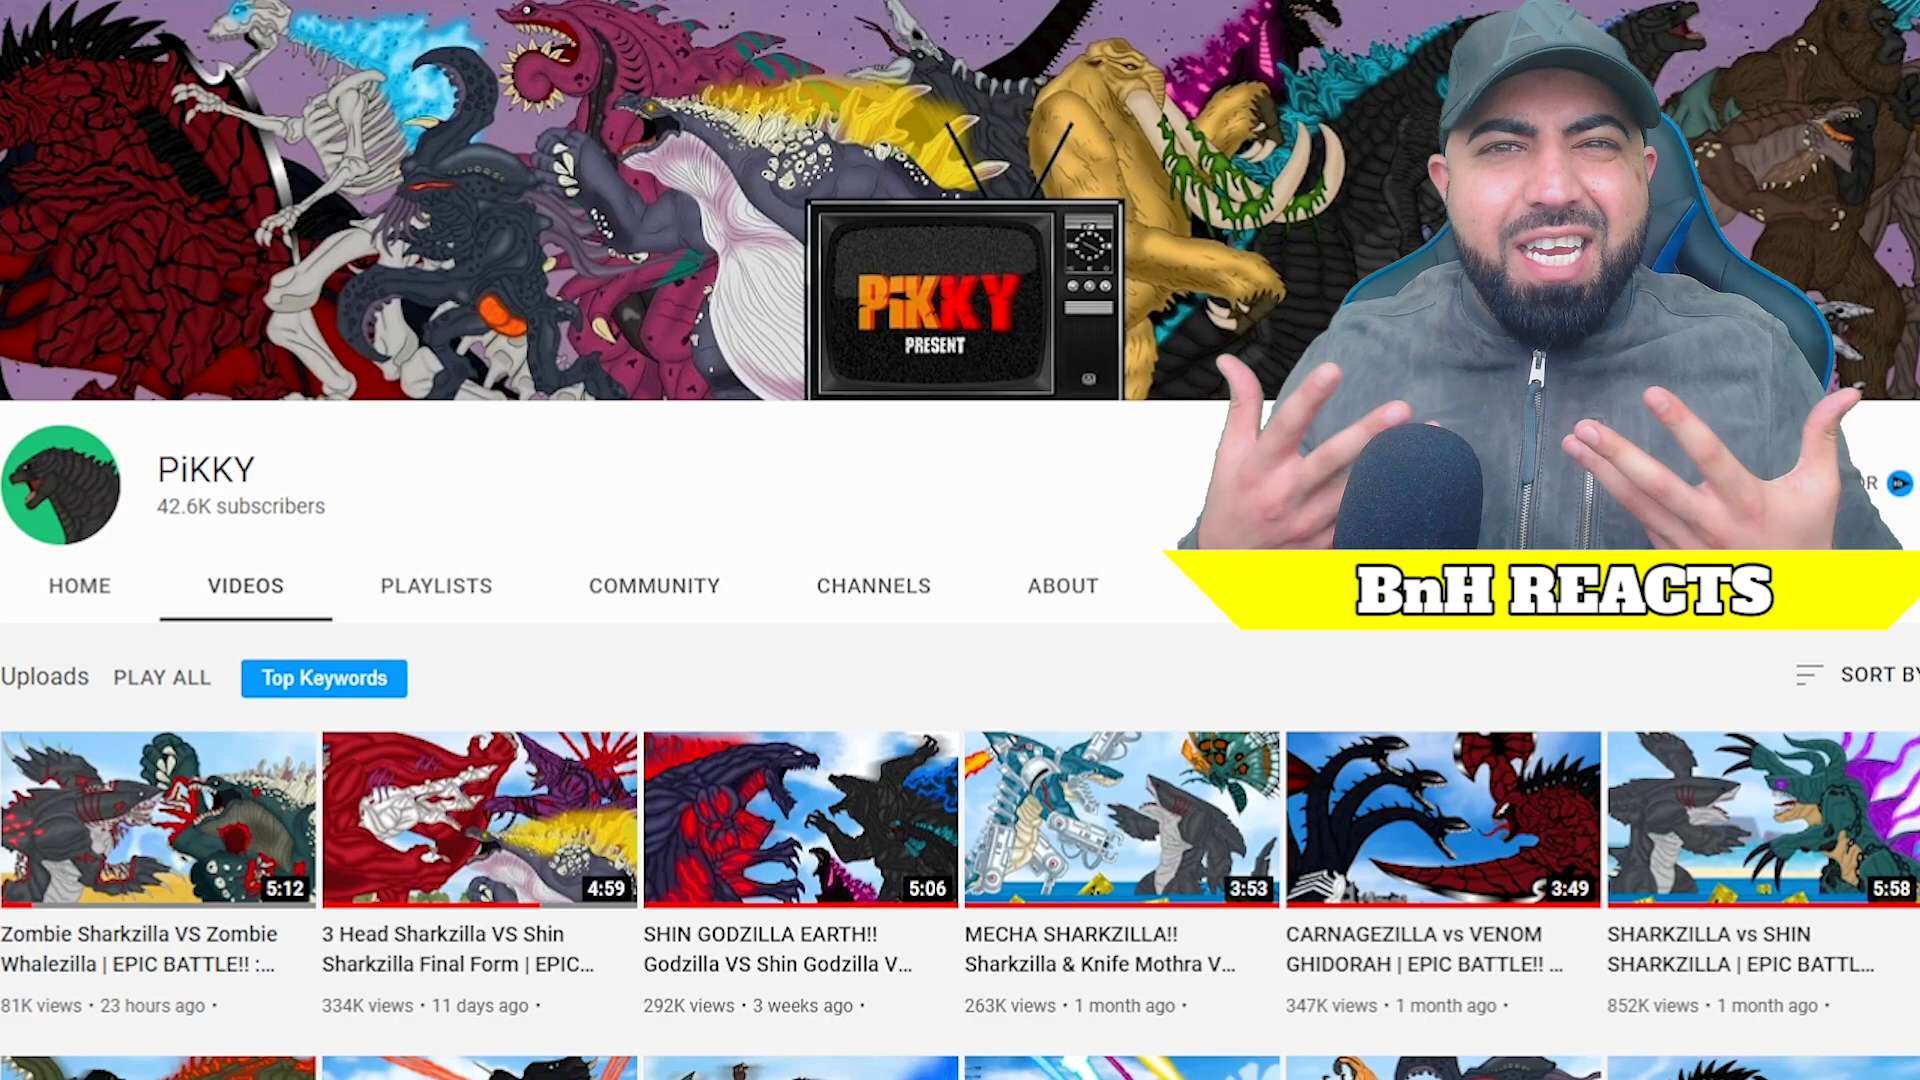 AX
PiKKY
PRESENT
PiKKY
42.6K subscribers
HOME
VIDEOS
PLAYLISTS
COMMUNITY
CHANNELS
ABOUT
BnH REACTS
Uploads
PLAY ALL
Top Keywords
SORT BY
5:12
4:59
5:06
3:53
3:49
5:58
Zombie Sharkzilla VS Zombie
Whalezilla | EPIC BATTLE!! :...
81K views • 23 hours ago •
3 Head Sharkzilla VS Shin
Sharkzilla Final Form | EPIC...
334K views • 11 days ago •
SHIN GODZILLA EARTH!!
Godzilla VS Shin Godzilla V...
292K views • 3 weeks ago •
MECHA SHARKZILLA!!
Sharkzilla & Knife Mothra V...
263K views • 1 month ago •
CARNAGEZILLA vs VENOM
GHIDORAH | EPIC BATTLE!! ...
347K views • 1 month ago •
SHARKZILLA vs SHIN
SHARKZILLA | EPIC BATTL...
852K views • 1 month ago •